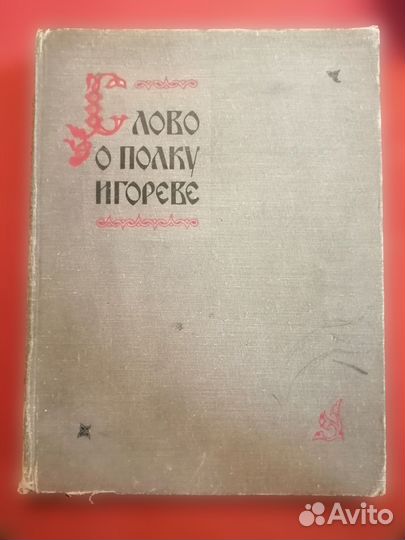 Слово
о полку
Игореве
Avito